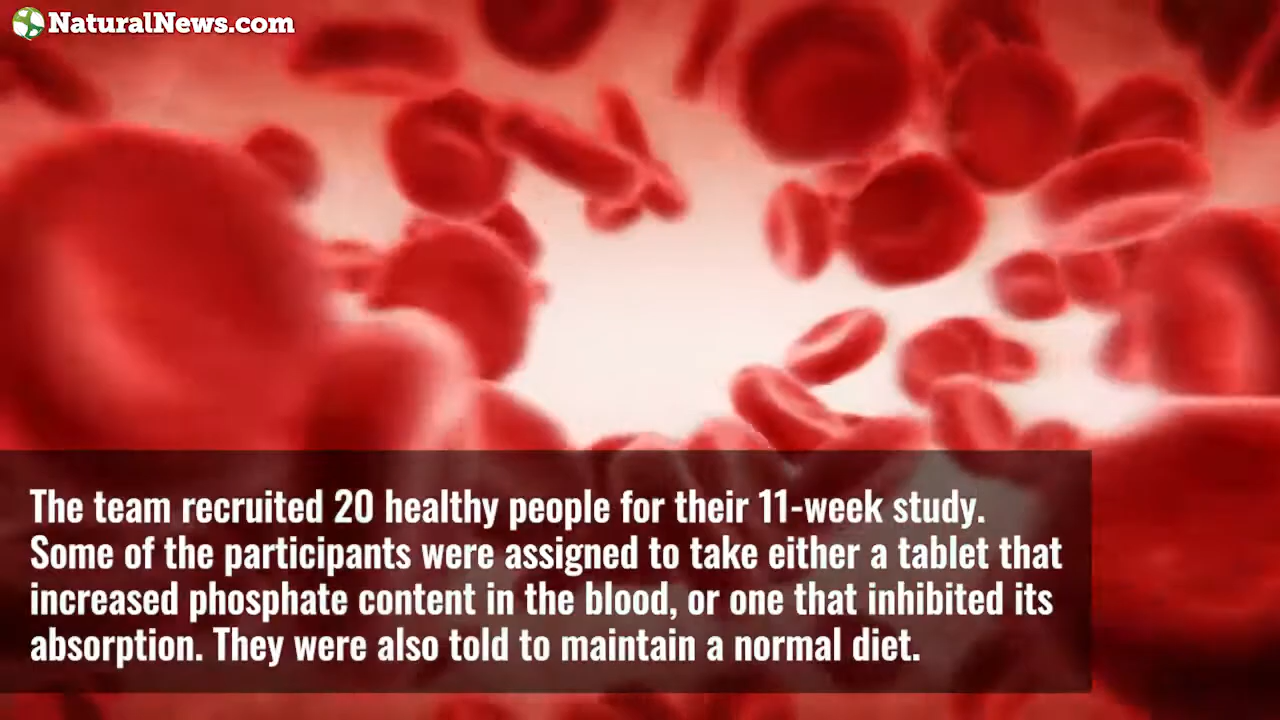 NaturalNews.com
The team recruited 20 healthy people for their 11-week study.
Some of the participants were assigned to take either a tablet that
increased phosphate content in the blood, or one that inhibited its
absorption. They were also told to maintain a normal diet.